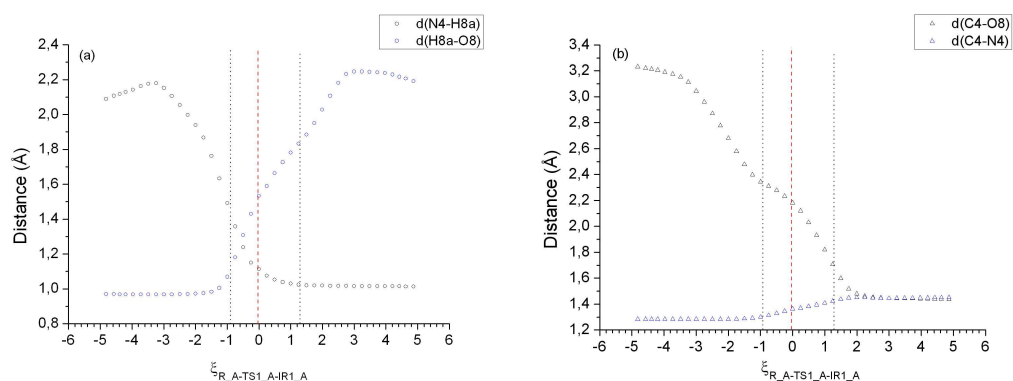 d(N4-H8a)
d(H8a-O8)
(a)
2,4
2,2
2,0
1,8
1,6
1,4
1,2
1,0
0,8
Distance (Å)
-6 -5 -4 -3 -2 -1 0 1 2 3 4 5 6
ξR_A-TS1_A-IR1_A
d(C4-O8)
d(C4-N4)
(b)
3,4
3,2
3,0
2,8
2,6
2,4
2,2
2,0
1,8
1,6
1,4
1,2
Distance (Å)
-6 -5 -4 -3 -2 -1 0 1 2 3 4 5 6
ξR_A-TS1_A-IR1_A